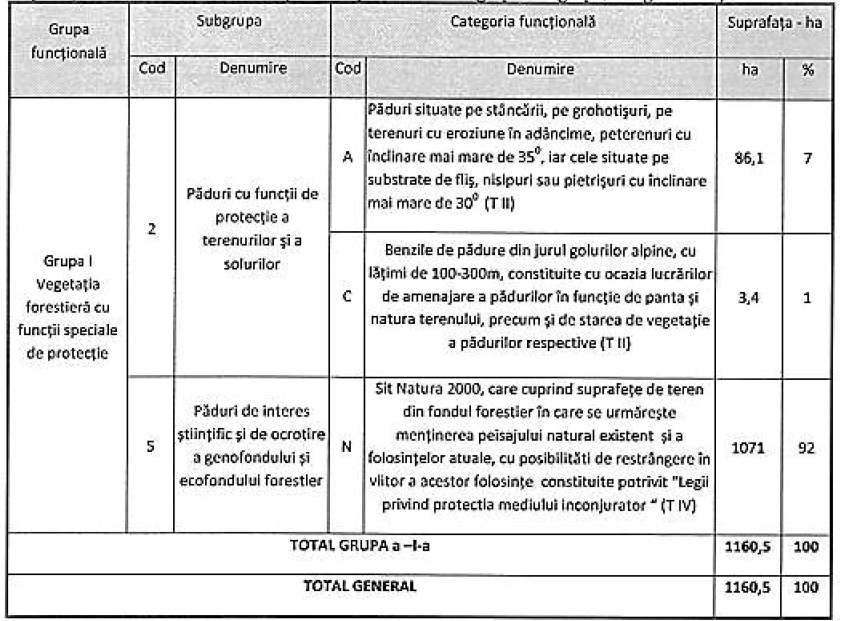 Grupa funcțională
Subgrupa
Categoria funcțională
Suprafața - ha
Cod
Denumire
Cod
Denumire
ha
%
Grupa I
Vegetația
forestieră cu
funcții speciale
de protecție
2
Păduri cu funcții de
protecție a
terenurilor și a
solurilor
A
Păduri situate pe stâncării, pe grohotișuri, pe
terenuri cu eroziune în adâncime, peterenuri cu
înclinare mai mare de 35⁰, iar cele situate pe
substrate de fliș, nisipuri sau pietrișuri cu înclinare
mai mare de 30⁰ (T II)
86,1
7
C
Benzile de pădure din jurul golurilor alpine, cu
lățimi de 100-300m, constituite cu ocazia lucrărilor
de amenajare a pădurilor în funcție de panta și
natura terenului, precum și de starea de vegetație
a pădurilor respective (T II)
3,4
1
5
Păduri de interes
științific și de ocrotire
a genofondului și
ecofondului forestier
N
Sit Natura 2000, care cuprind suprafețe de teren
din fondul forestier în care se urmărește
menținerea peisajului natural existent și a
folosințelor atuale, cu posibilităti de restrângere în
viitor a acestor folosințe constituite potrivit "Legii
privind protectia mediului inconjurator “ (T IV)
1071
92
TOTAL GRUPA a –I-a
1160,5
100
TOTAL GENERAL
1160,5
100